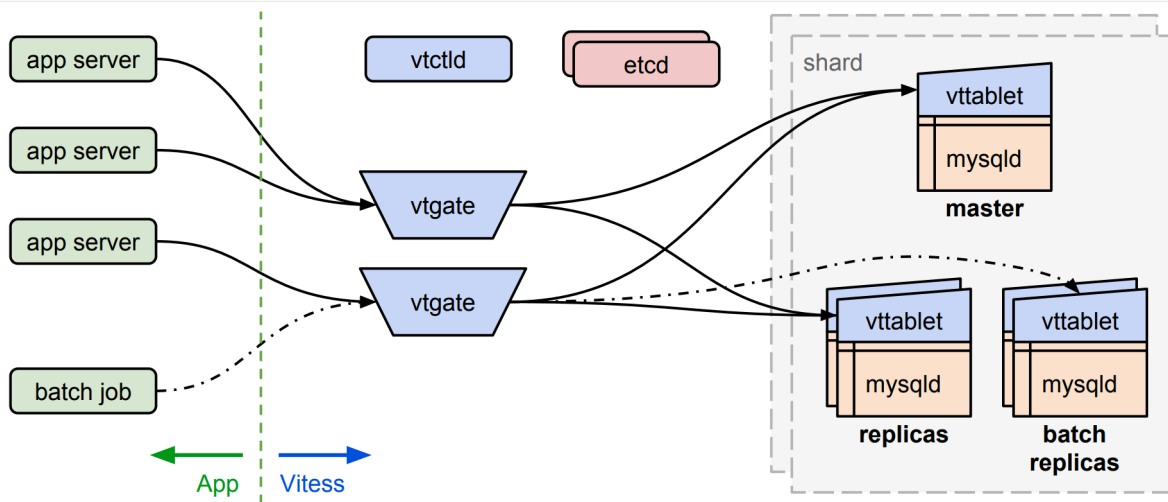 app server
app server
app server
batch job
App
Vitess
vtctld
etcd
vtgate
vtgate
shard
vttablet
mysqld
master
vttablet
mysqld
replicas
vttablet
mysqld
batch
replicas